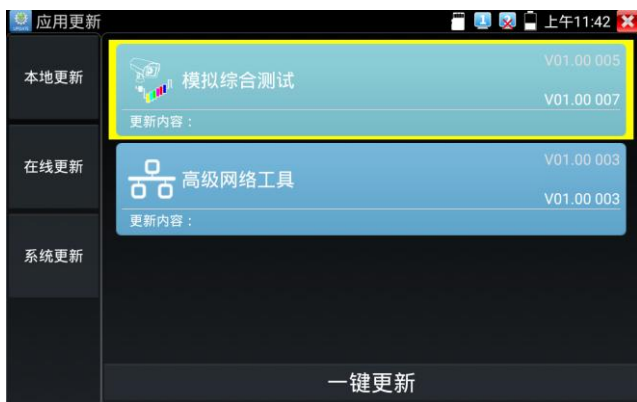 应用更新
上午11:42
本地更新
在线更新
系统更新
模拟综合测试
V01.00 005
V01.00 007
更新内容：
高级网络工具
V01.00 003
V01.00 003
更新内容：
一键更新